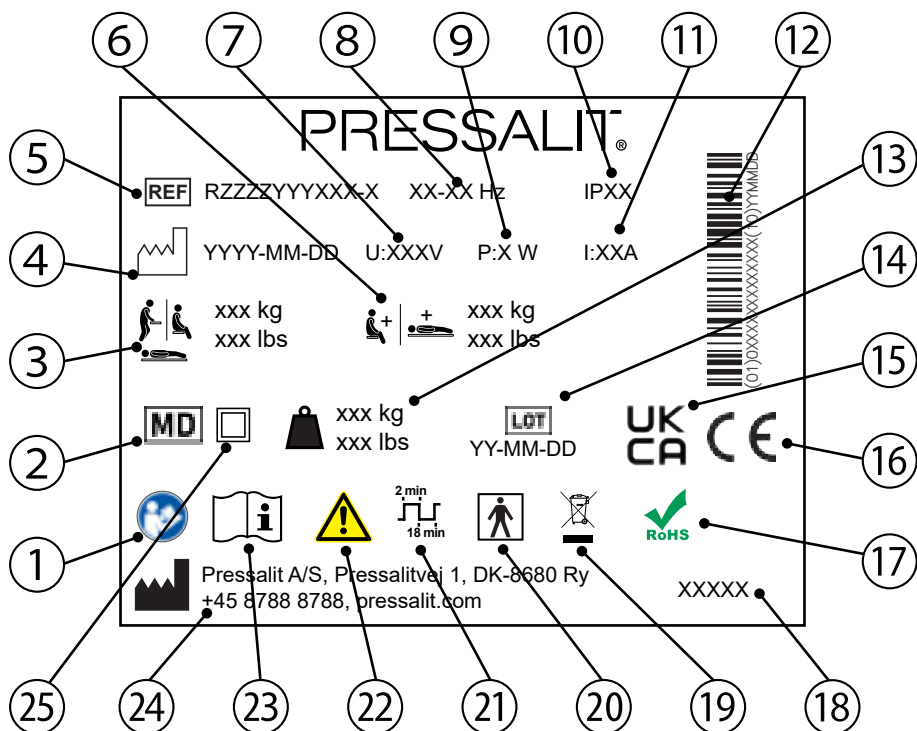 6 7 8 9 10 11 12
PRESSALIT®
5 13
REF RZZZZYYYXXX-X XX-XX Hz IPXX
4 YYYY-MM-DD U:XXXV P:X W I:XXA 14
xxx kg xxx kg
xxx lbs xxx lbs
(01)0XXXXXXXXXXXXX(10)YYMMDD
3 15
MD xxx kg LOT UK
xxx lbs YY-MM-DD CA CE
2 16
2 min
18 min
RoHS
1 17
Pressalit A/S, Pressalitvej 1, DK-8680 Ry
+45 8788 8788, pressalit.com XXXXX
25 24 23 22 21 20 19 18